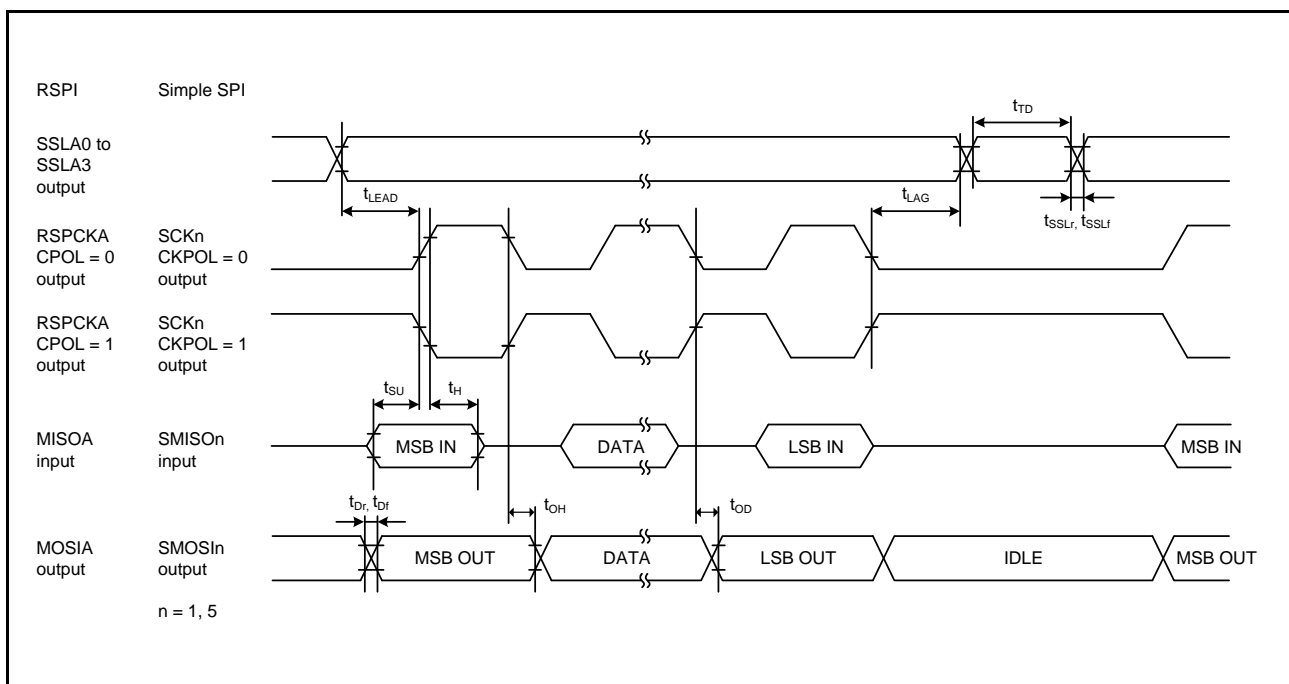 RSPI Simple SPI
tTD
SSLA0 to
SSLA3
output
tLEAD
tLAG
tSSLr, tSSLf
RSPCKA SCKn
CPOL = 0 CKPOL = 0
output output
RSPCKA SCKn
CPOL = 1 CKPOL = 1
output output
tSU tH
MISOA SMISOn
input input
MSB IN DATA LSB IN MSB IN
tDr, tDf
tOH tOD
MOSIA SMOSIn
output output
MSB OUT DATA LSB OUT IDLE MSB OUT
n = 1, 5